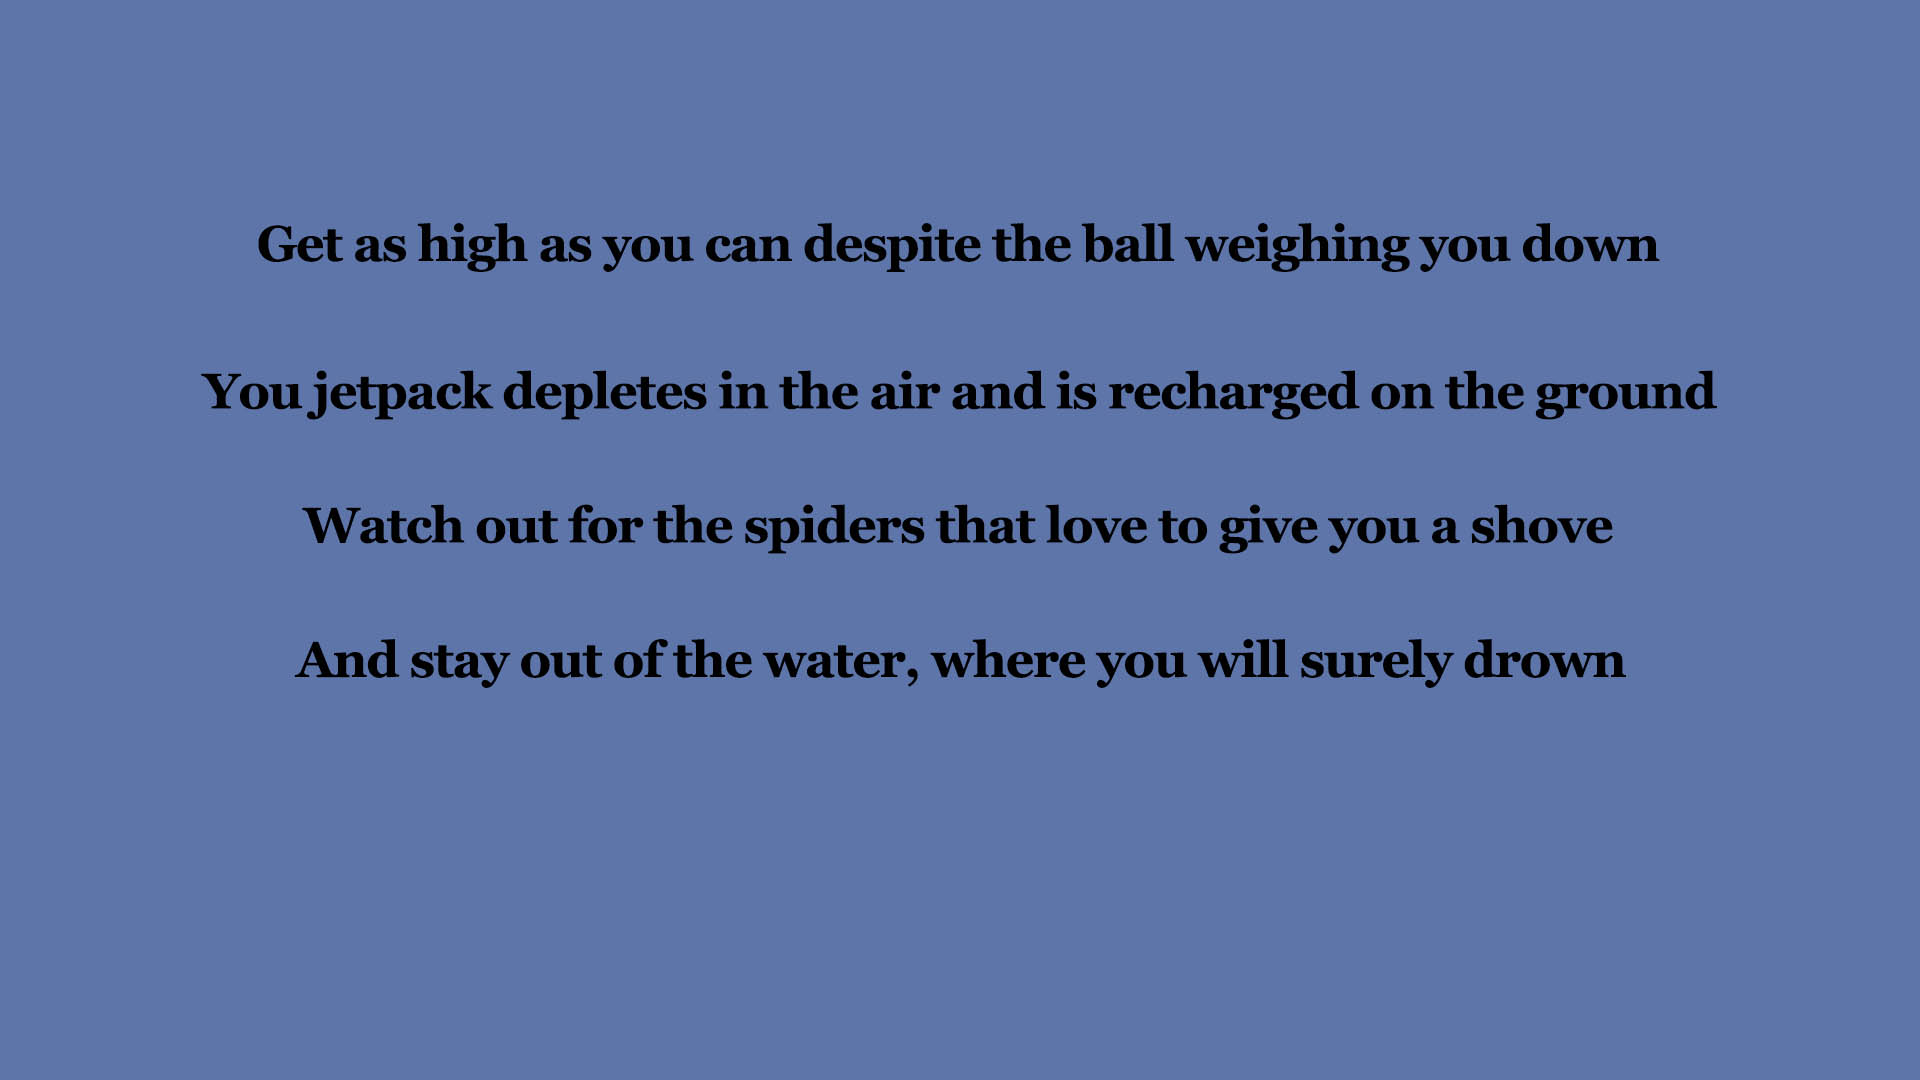 Get as high as you can despite the ball weighing you down
You jetpack depletes in the air and is recharged on the ground
Watch out for the spiders that love to give you a shove
And stay out of the water, where you will surely drown